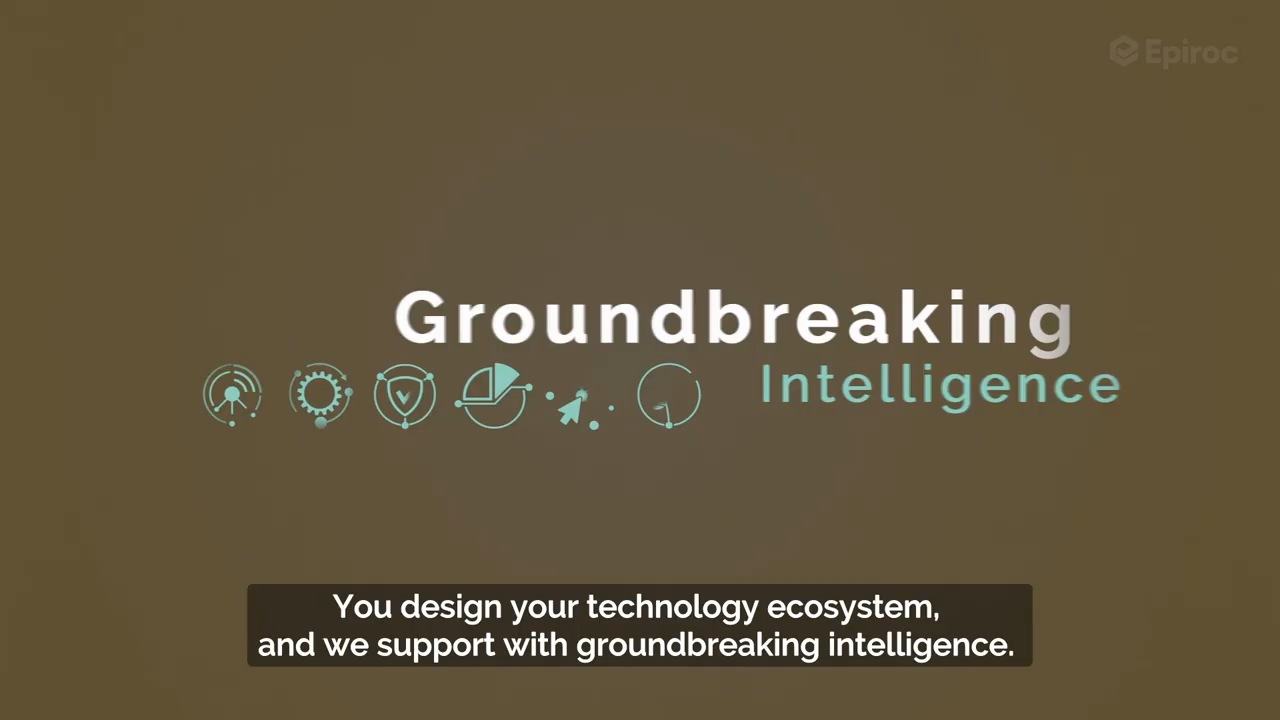 Epiroc
Groundbreaking
Intelligence
You design your technology ecosystem,
and we support with groundbreaking intelligence.